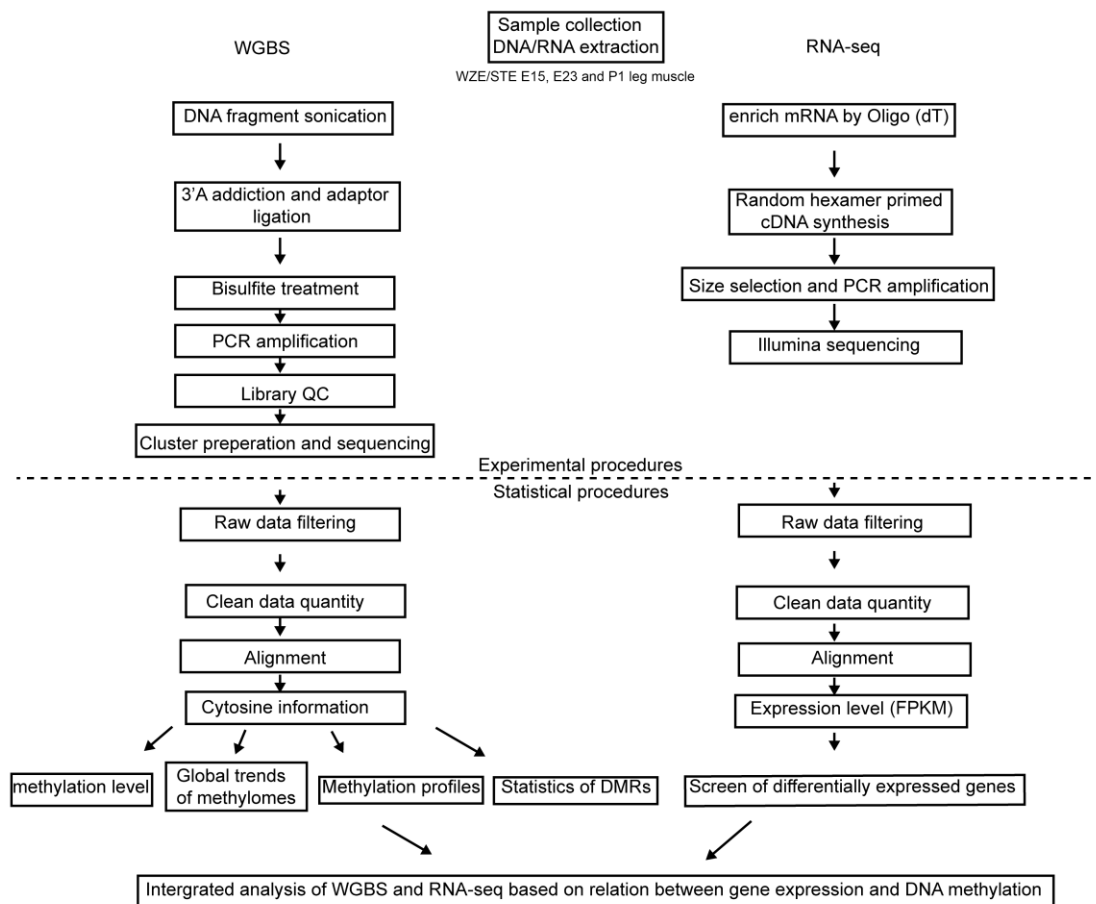 WGBS
Sample collection
DNA/RNA extraction
WZE/STE E15, E23 and P1 leg muscle
RNA-seq
DNA fragment sonication
3'A addiction and adaptor
ligation
Bisulfite treatment
PCR amplification
Library QC
Cluster preperation and sequencing
enrich mRNA by Oligo (dT)
Random hexamer primed
cDNA synthesis
Size selection and PCR amplification
Illumina sequencing
Experimental procedures
Statistical procedures
Raw data filtering
Clean data quantity
Alignment
Cytosine information
methylation level
Global trends
of methylomes
Methylation profiles
Statistics of DMRs
Raw data filtering
Clean data quantity
Alignment
Expression level (FPKM)
Screen of differentially expressed genes
Intergrated analysis of WGBS and RNA-seq based on relation between gene expression and DNA methylation